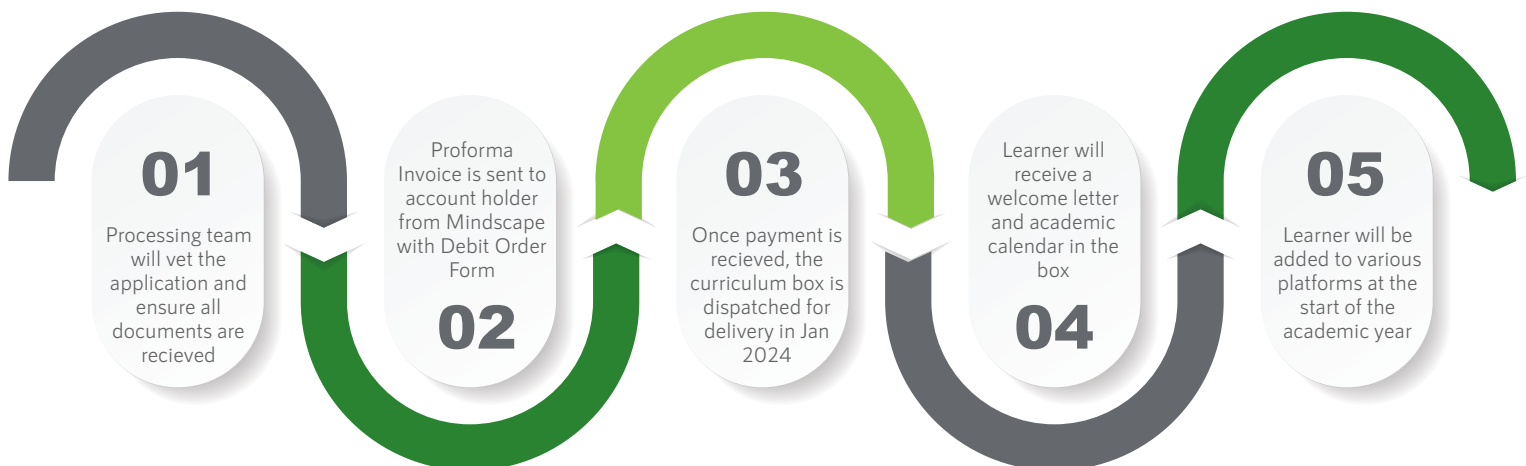 01
Processing team
will vet the
application and
ensure all
documents are
recieved
Proforma
Invoice is sent to
account holder
from Mindscape
with Debit Order
Form
02
03
Once payment is
recieved, the
curriculum box is
dispatched for
delivery in Jan
2024
Learner will
receive a
welcome letter
and academic
calendar in the
box
04
05
Learner will be
added to various
platforms at the
start of the
academic year